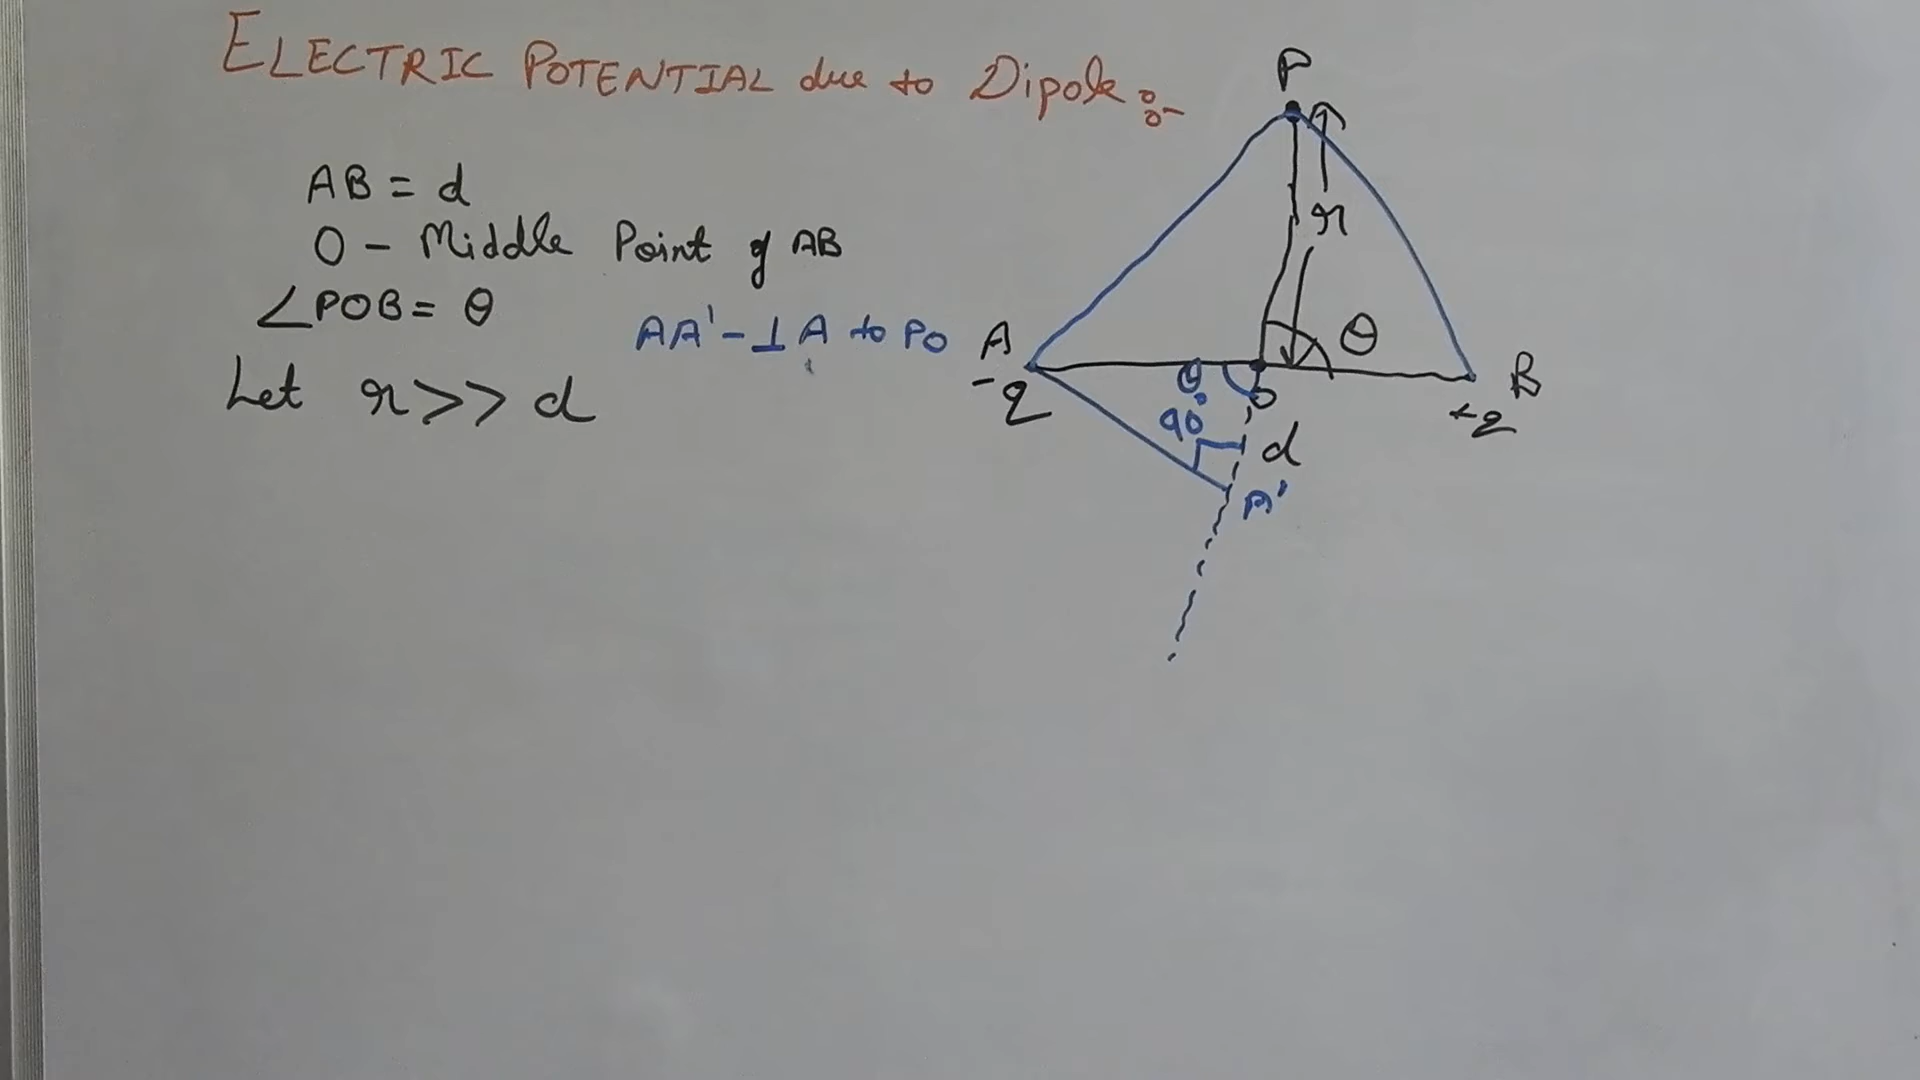 ELECTRIC POTENTIAL due to Dipole :-
AB = d
O - Middle Point of AB
∠POB = θ
AA' - ⊥ A to PO
Let r >> d
P
r
θ
A
-q
B
+q
θ
O
90°
d
A'